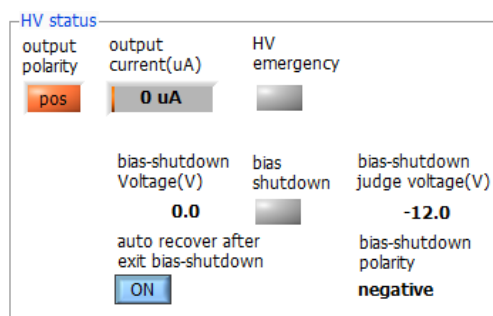 HV status
output polarity
pos
output current(uA)
0 uA
HV emergency
bias-shutdown Voltage(V)
0.0
bias shutdown
bias-shutdown judge voltage(V)
-12.0
auto recover after exit bias-shutdown
ON
bias-shutdown polarity
negative